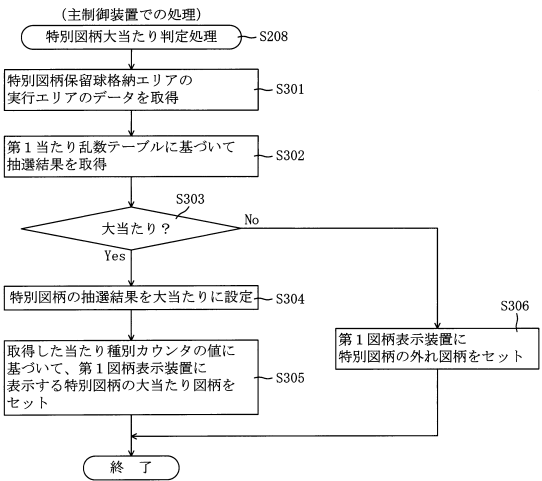 (主制御装置での処理)
特別図柄大当たり判定処理
S208
特別図柄保留球格納エリアの
実行エリアのデータを取得
S301
第1当たり乱数テーブルに基づいて
抽選結果を取得
S302
S303
大当たり?
No
Yes
特別図柄の抽選結果を大当たりに設定
S304
S306
第1図柄表示装置に
特別図柄の外れ図柄をセット
取得した当たり種別カウンタの値に
基づいて、第1図柄表示装置に
表示する特別図柄の大当たり図柄を
セット
S305
終 了